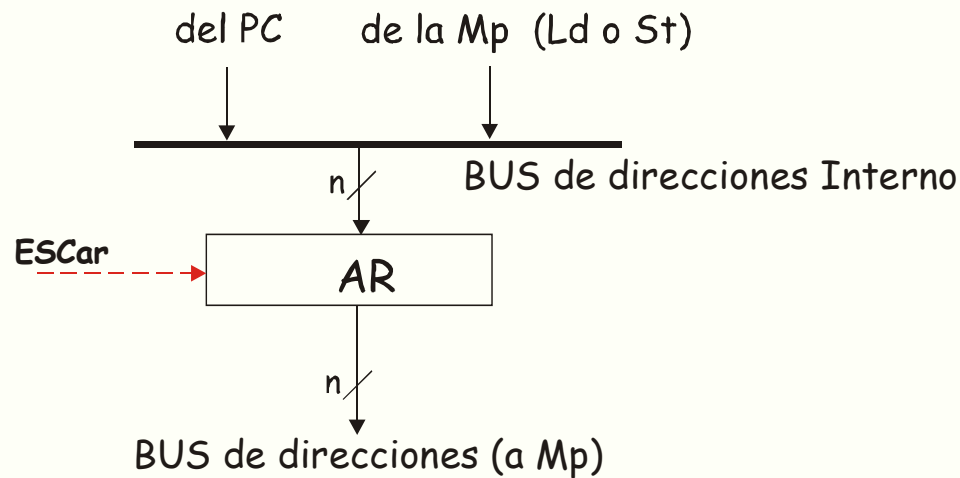 del PC
de la Mp (Ld o St)
BUS de direcciones Interno
n
ESCar
AR
n
BUS de direcciones (a Mp)